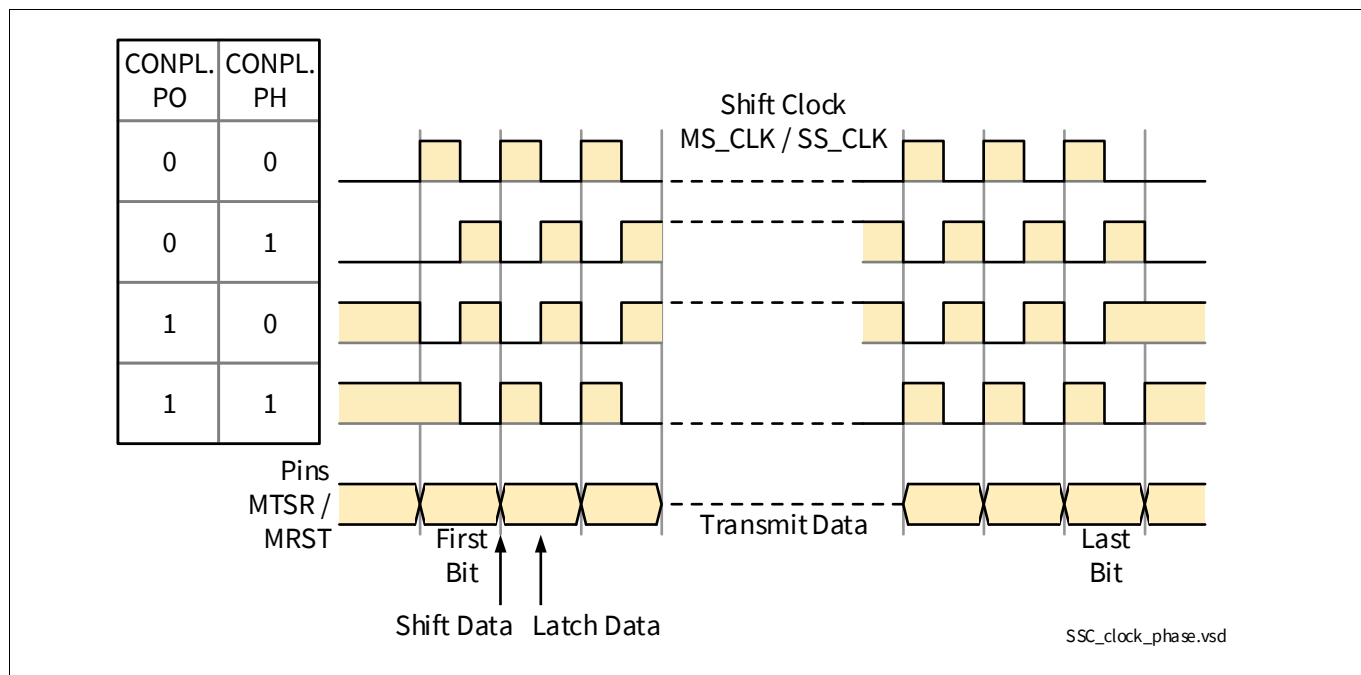 CONPL. CONPL.
PO PH
Shift Clock
MS_CLK / SS_CLK
0 0
0 1
1 0
1 1
Pins
MTSR /
MRST
First
Bit
Transmit Data
Last
Bit
Shift Data Latch Data
SSC_clock_phase.vsd